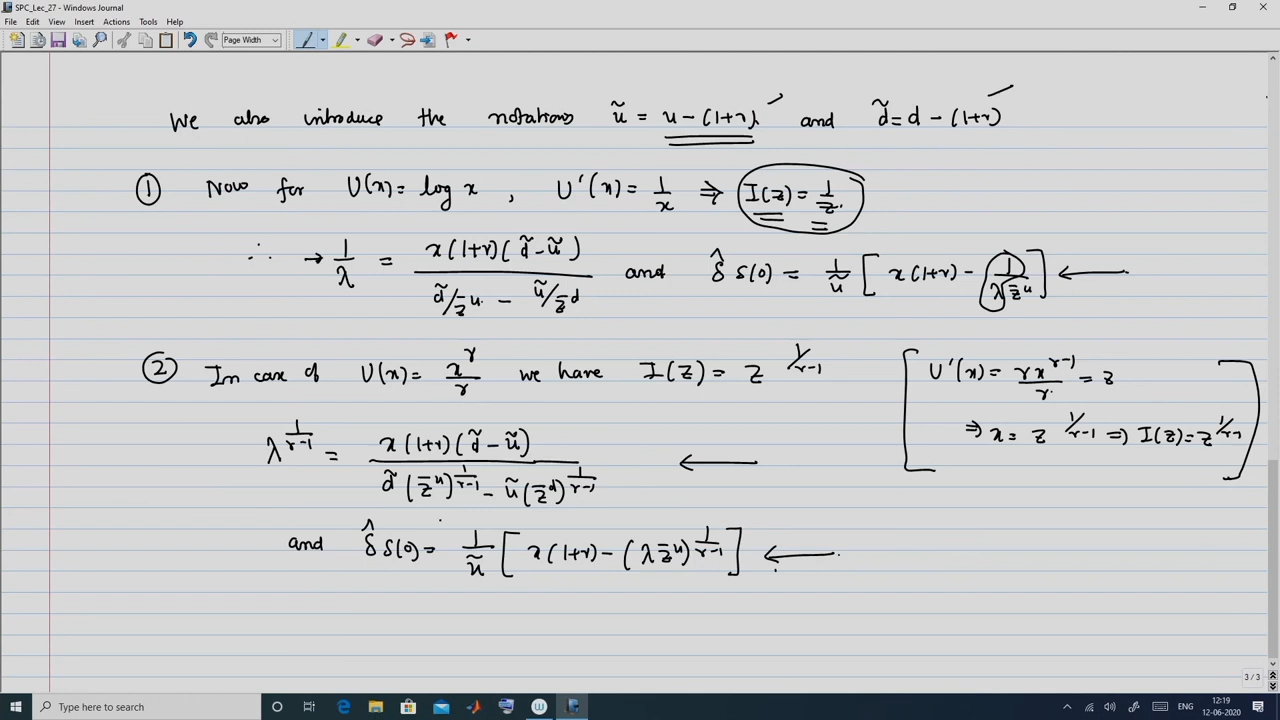 SPC_Lec_27 - Windows Journal
File Edit View Insert Actions Tools Help
Page Width
We also introduce the notations ũ = u - (1+r) and d̃ = d - (1+r)
① Now for U(x) = log x , U'(x) = 1/x ⇒ I(z) = 1/z.
∴ → 1/λ = x(1+r)(d̃-ũ) / (d̃/z̄ᵘ - ũ/z̄ᵈ) and δ̂ S(0) = 1/ũ [ x(1+r) - 1/(λ z̄ᵘ) ] ←
② In case of U(x) = x^γ/γ we have I(z) = z^(1/γ-1) [ U'(x) = γx^(γ-1)/γ = z
⇒ x = z^(1/γ-1) ⇒ I(z) = z^(1/γ-1) ]
λ^(1/γ-1) = x(1+r)(d̃ - ũ) / (d̃(z̄ᵘ)^(1/γ-1) - ũ(z̄ᵈ)^(1/γ-1)) ←
and δ̂ S(0) = 1/ũ [ x(1+r) - (λz̄ᵘ)^(1/γ-1) ] ←
3 / 3
Type here to search
12:19
12-06-2020